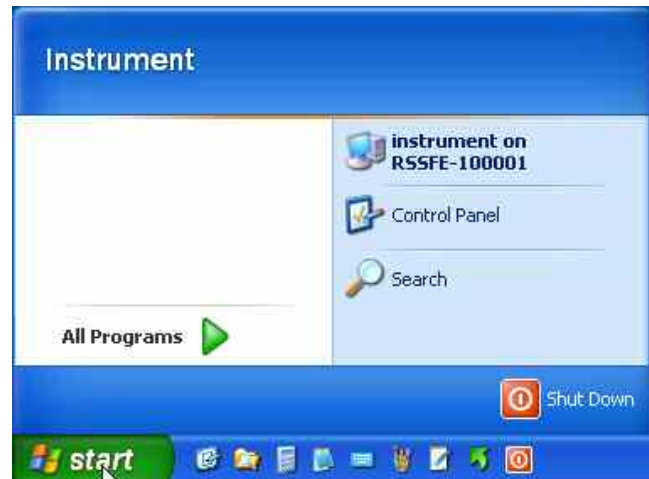 Instrument
instrument on
RSSFE-100001
Control Panel
Search
All Programs
Shut Down
start